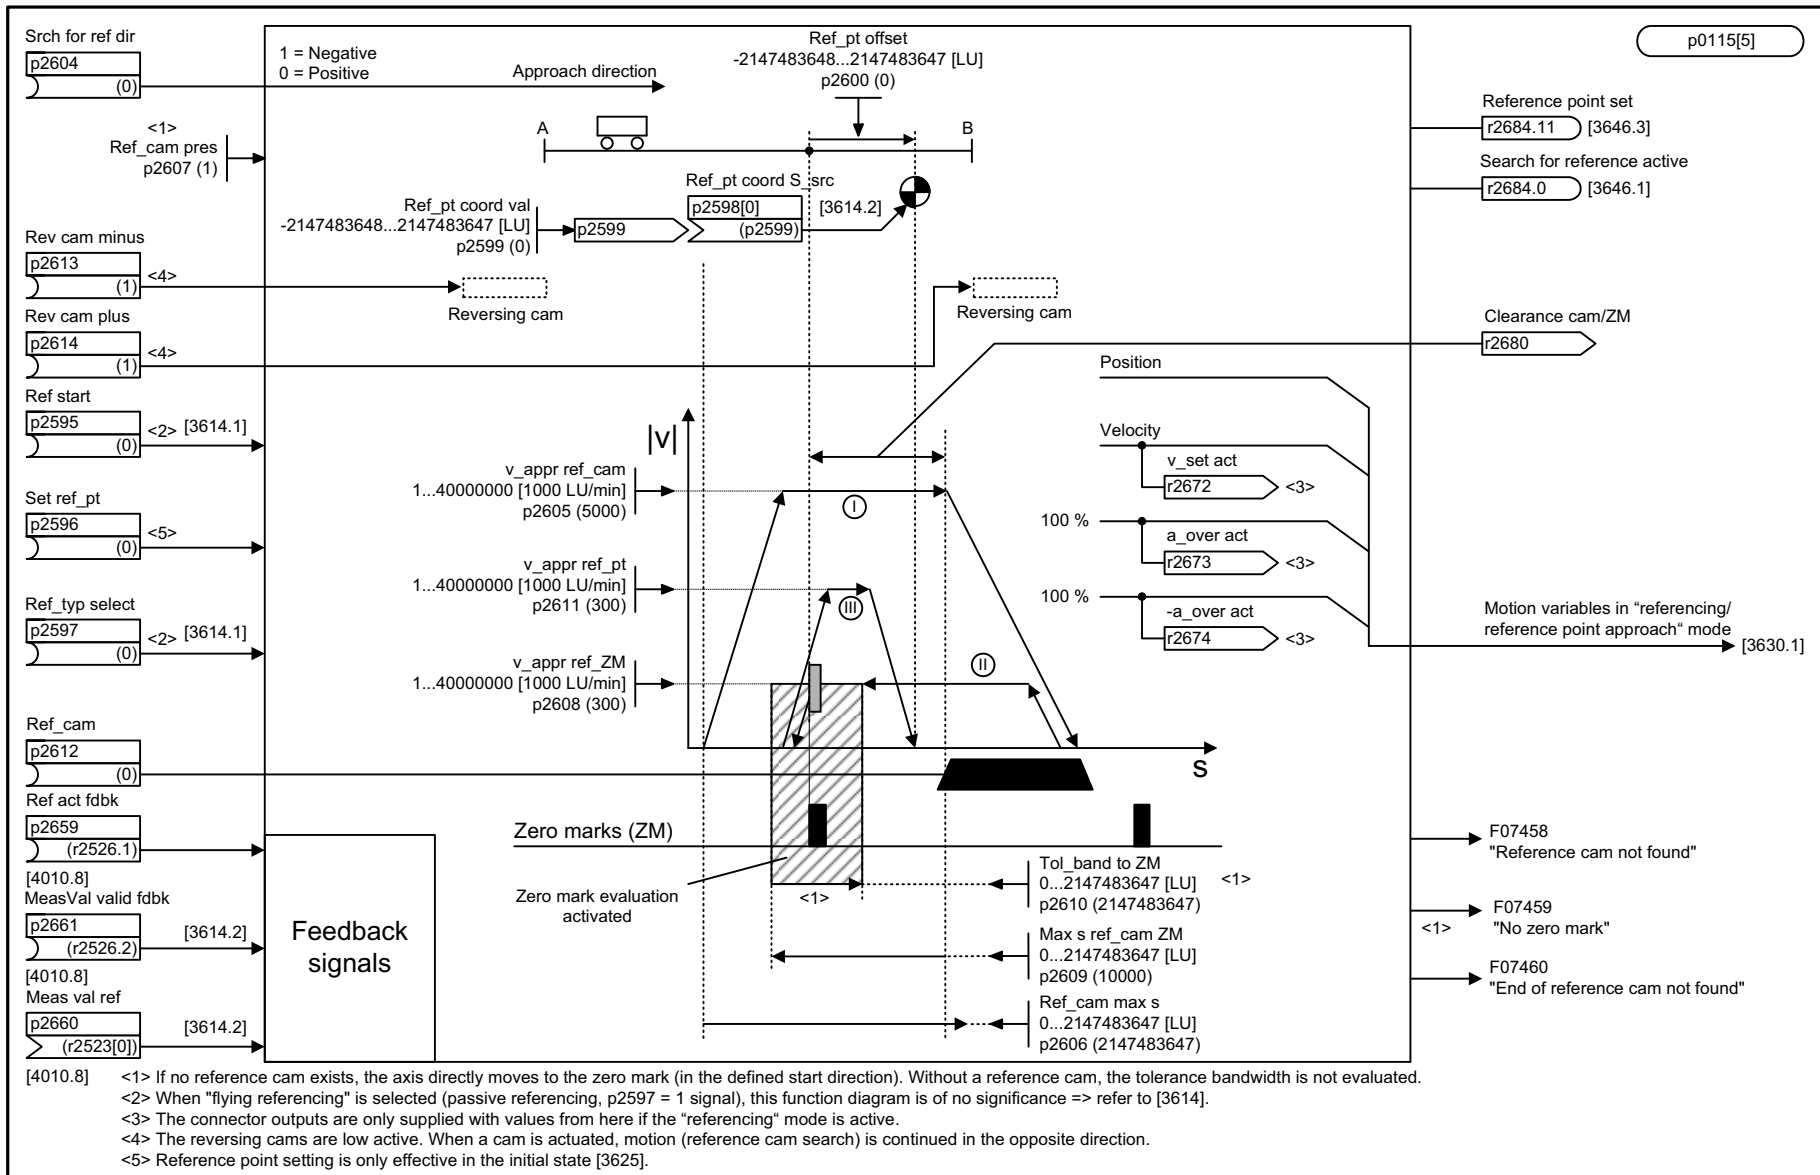 Srch for ref dir
p2604
(0)
1 = Negative
0 = Positive
Approach direction
Ref_pt offset
-2147483648...2147483647 [LU]
p2600 (0)
p0115[5]
<1>
Ref_cam pres
p2607 (1)
A
B
Reference point set
r2684.11
[3646.3]
Search for reference active
r2684.0
[3646.1]
Ref_pt coord val
-2147483648...2147483647 [LU]
p2599 (0)
p2599
Ref_pt coord S_src
p2598[0]
(p2599)
[3614.2]
Rev cam minus
p2613
(1)
<4>
Reversing cam
Reversing cam
Rev cam plus
p2614
(1)
<4>
Clearance cam/ZM
r2680
Ref start
p2595
(0)
<2> [3614.1]
|v|
Position
Velocity
v_set act
r2672
<3>
100 %
a_over act
r2673
<3>
100 %
-a_over act
r2674
<3>
Motion variables in “referencing/
reference point approach“ mode
[3630.1]
Set ref_pt
p2596
(0)
<5>
v_appr ref_cam
1...40000000 [1000 LU/min]
p2605 (5000)
I
v_appr ref_pt
1...40000000 [1000 LU/min]
p2611 (300)
III
Ref_typ select
p2597
(0)
<2> [3614.1]
v_appr ref_ZM
1...40000000 [1000 LU/min]
p2608 (300)
II
s
Ref_cam
p2612
(0)
Ref act fdbk
p2659
(r2526.1)
[4010.8]
MeasVal valid fdbk
p2661
(r2526.2)
[3614.2]
[4010.8]
Meas val ref
p2660
(r2523[0])
[3614.2]
[4010.8]
Feedback
signals
Zero marks (ZM)
Zero mark evaluation
activated
<1>
Tol_band to ZM
0...2147483647 [LU]
p2610 (2147483647)
<1>
Max s ref_cam ZM
0...2147483647 [LU]
p2609 (10000)
Ref_cam max s
0...2147483647 [LU]
p2606 (2147483647)
F07458
"Reference cam not found"
<1>
F07459
"No zero mark"
F07460
"End of reference cam not found"
<1> If no reference cam exists, the axis directly moves to the zero mark (in the defined start direction). Without a reference cam, the tolerance bandwidth is not evaluated.
<2> When "flying referencing" is selected (passive referencing, p2597 = 1 signal), this function diagram is of no significance => refer to [3614].
<3> The connector outputs are only supplied with values from here if the “referencing“ mode is active.
<4> The reversing cams are low active. When a cam is actuated, motion (reference cam search) is continued in the opposite direction.
<5> Reference point setting is only effective in the initial state [3625].